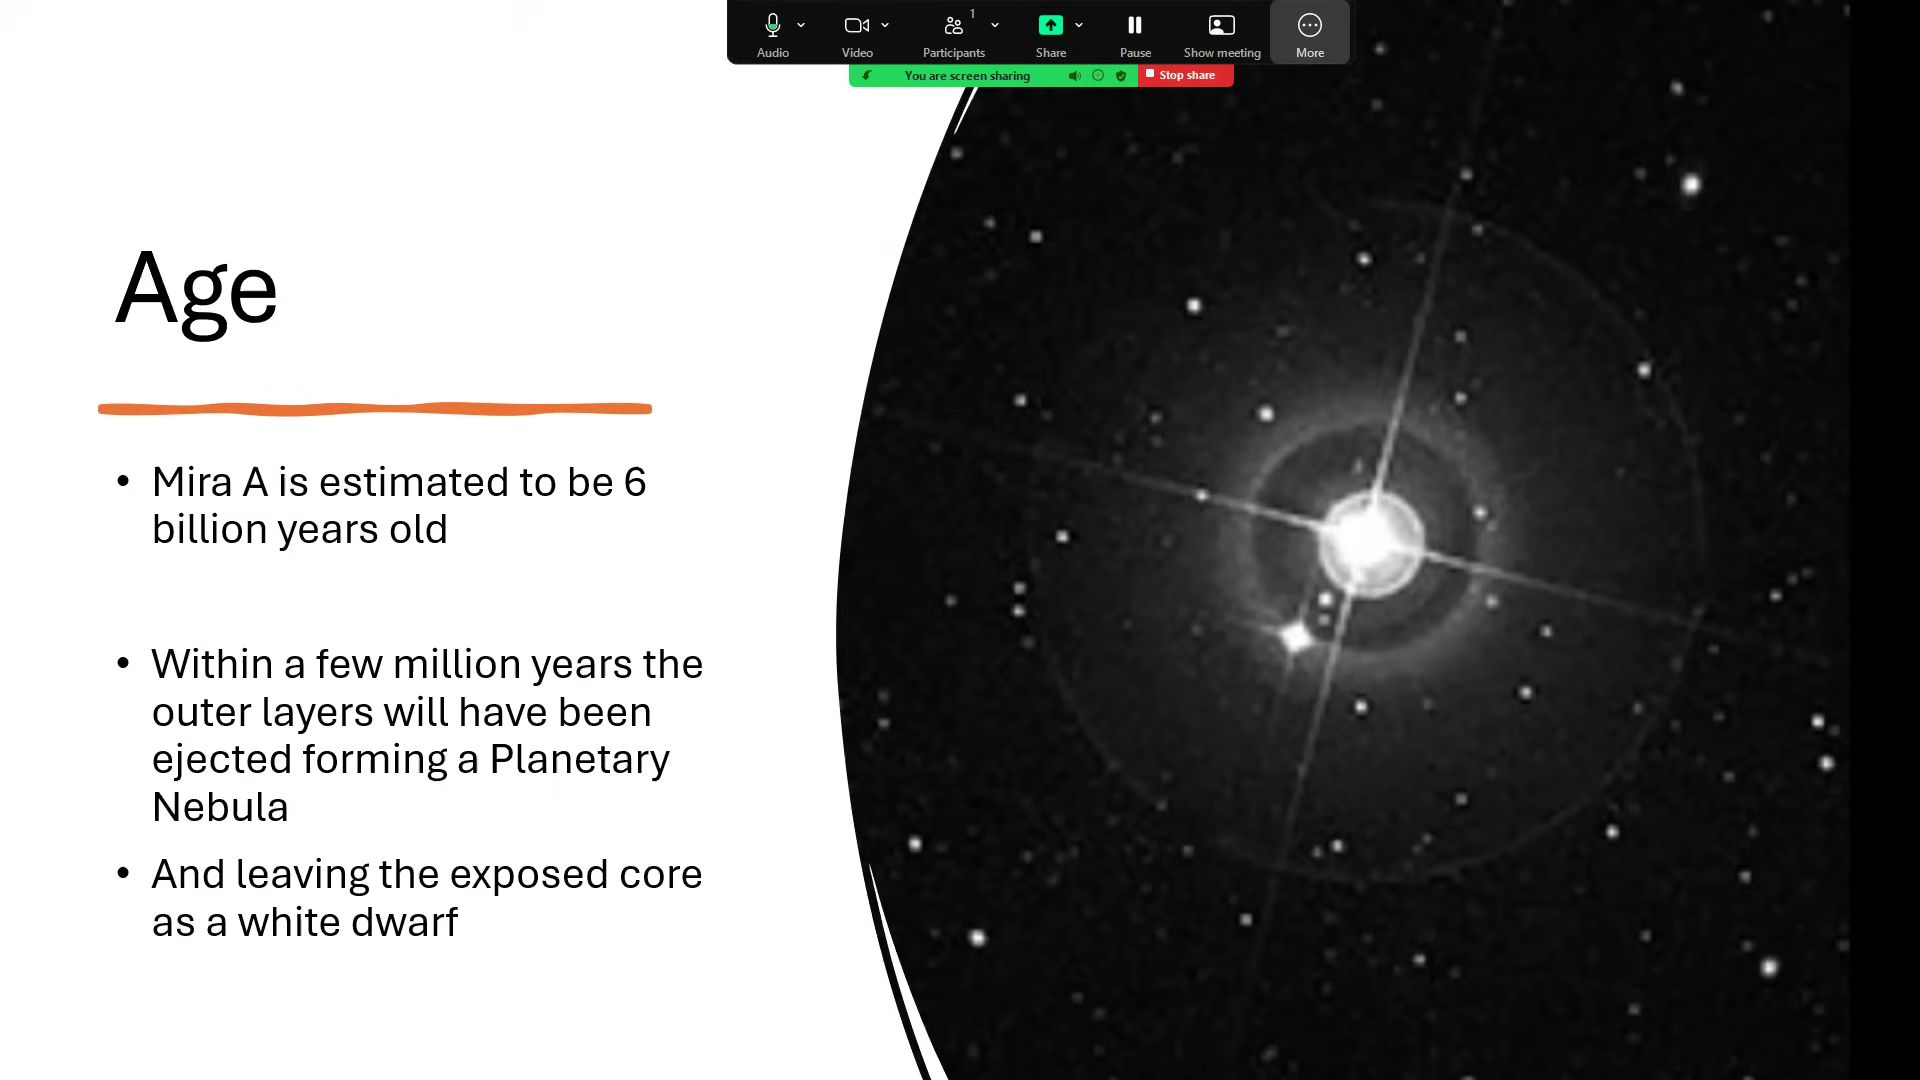 1
Audio
Video
Participants
Share
Pause
Show meeting
More
You are screen sharing
Stop share
Age
• Mira A is estimated to be 6
billion years old
• Within a few million years the
outer layers will have been
ejected forming a Planetary
Nebula
• And leaving the exposed core
as a white dwarf